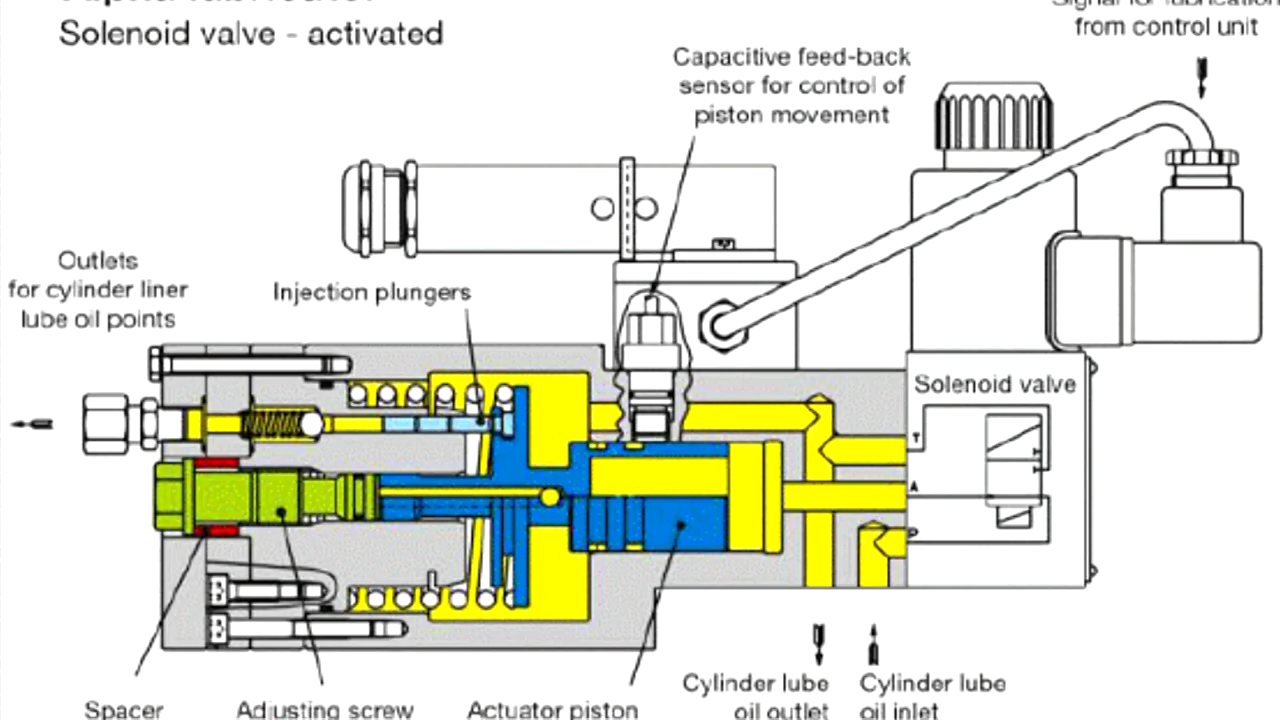 Solenoid valve - activated
from control unit
Capacitive feed-back
sensor for control of
piston movement
Outlets
for cylinder liner
lube oil points
Injection plungers
Solenoid valve
T
A
P
Cylinder lube
oil outlet
Cylinder lube
oil inlet
Spacer
Adjusting screw
Actuator piston